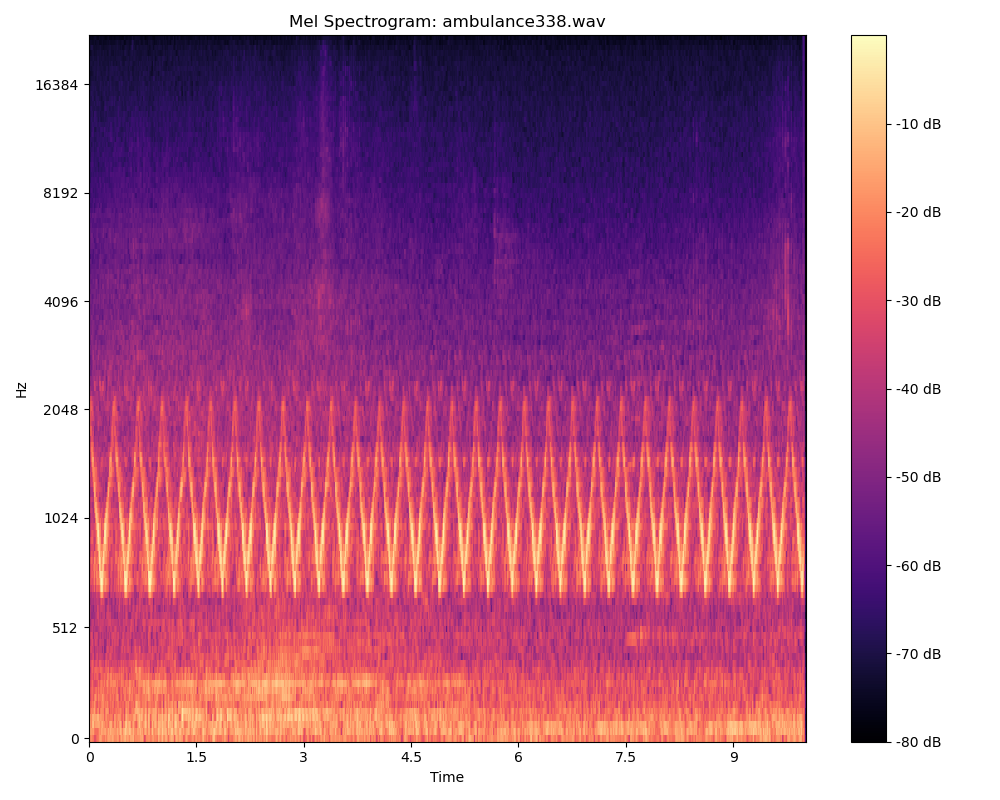 Mel Spectrogram: ambulance338.wav
16384
8192
4096
2048
1024
512
0
Hz
0 1.5 3 4.5 6 7.5 9
Time
-10 dB
-20 dB
-30 dB
-40 dB
-50 dB
-60 dB
-70 dB
-80 dB